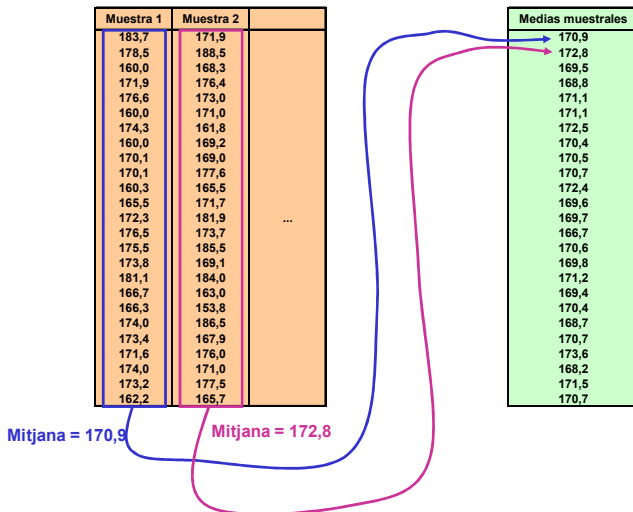 Muestra 1 Muestra 2 Medias muestrales
183,7 171,9 170,9
178,5 188,5 172,8
160,0 168,3 169,5
171,9 176,4 168,8
176,6 173,0 171,1
160,0 171,0 171,1
174,3 161,8 172,5
160,0 169,2 170,4
170,1 169,0 170,5
170,1 177,6 170,7
160,3 165,5 172,4
165,5 171,7 169,6
172,3 181,9 ... 169,7
176,5 173,7 166,7
175,5 185,5 170,6
173,8 169,1 169,8
181,1 184,0 171,2
166,7 163,0 169,4
166,3 153,8 170,4
174,0 186,5 168,7
173,4 167,9 170,7
171,6 176,0 173,6
174,0 171,0 168,2
173,2 177,5 171,5
162,2 165,7 170,7
Mitjana = 170,9 Mitjana = 172,8